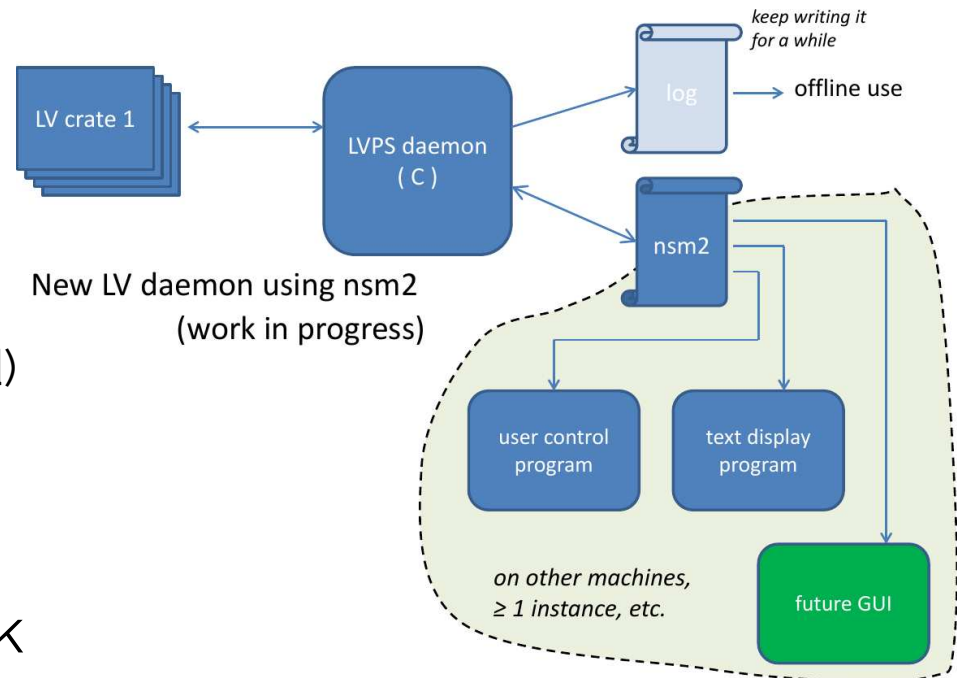 keep writing it
for a while
LV crate 1
log
offline use
LVPS daemon
( C )
nsm2
New LV daemon using nsm2
(work in progress)
user control
program
text display
program
on other machines,
≥ 1 instance, etc.
future GUI